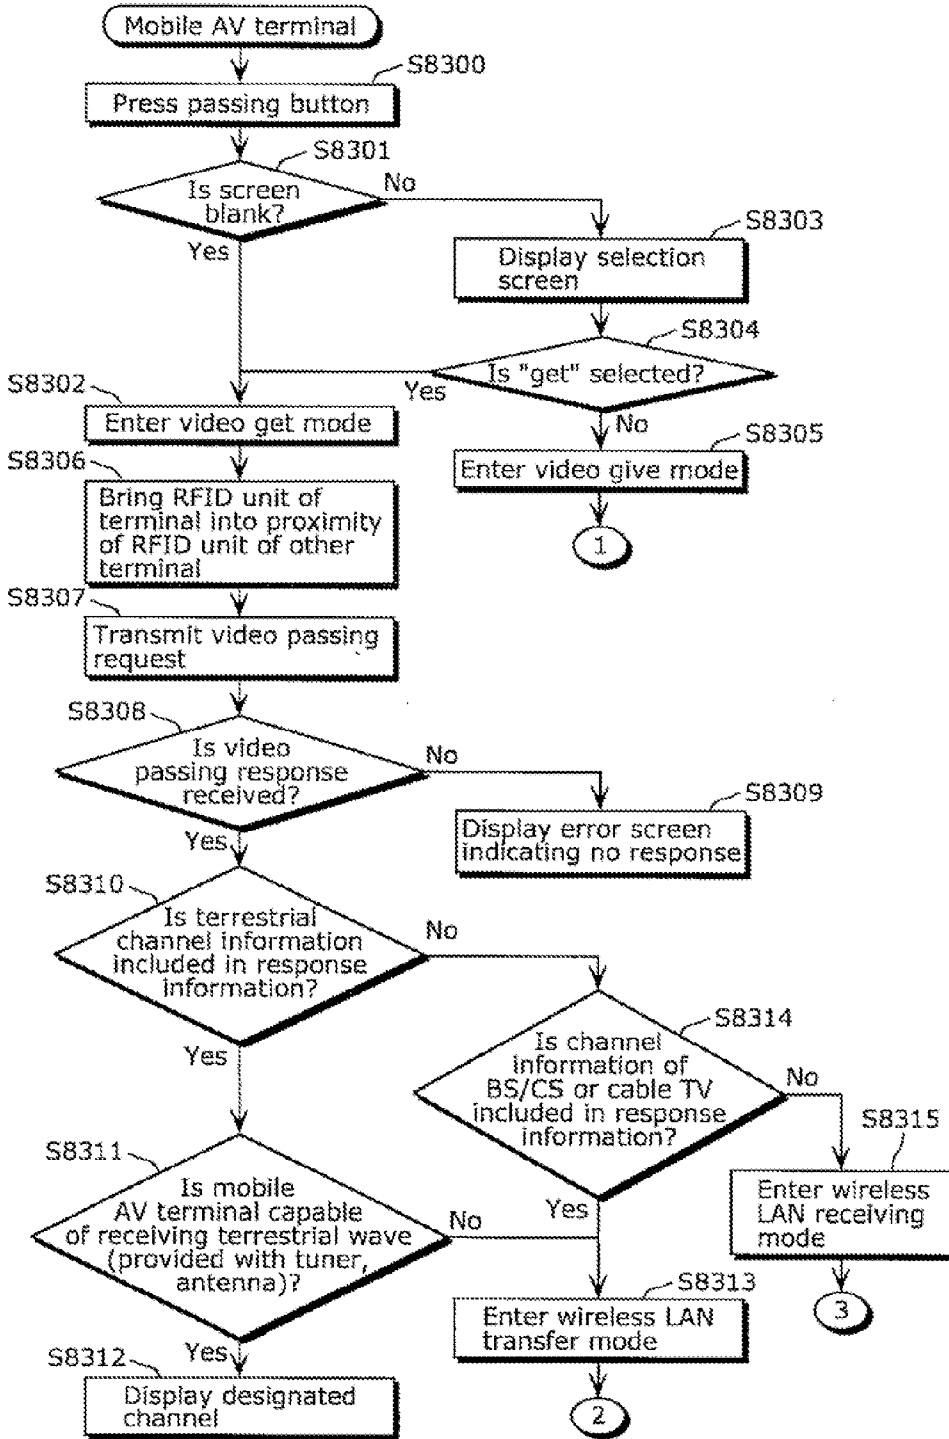 Mobile AV terminal
S8300
Press passing button
S8301
Is screen
blank?
No
Yes
S8303
Display selection
screen
S8304
Is "get" selected?
Yes
No
S8302
Enter video get mode
S8305
Enter video give mode
1
S8306
Bring RFID unit of
terminal into proximity
of RFID unit of other
terminal
S8307
Transmit video passing
request
S8308
Is video
passing response
received?
No
Yes
S8309
Display error screen
indicating no response
S8310
Is terrestrial
channel information
included in response
information?
No
Yes
S8314
Is channel
information of
BS/CS or cable TV
included in response
information?
No
Yes
S8315
Enter wireless
LAN receiving
mode
3
S8311
Is mobile
AV terminal capable
of receiving terrestrial wave
(provided with tuner,
antenna)?
No
Yes
S8313
Enter wireless LAN
transfer mode
2
S8312
Display designated
channel